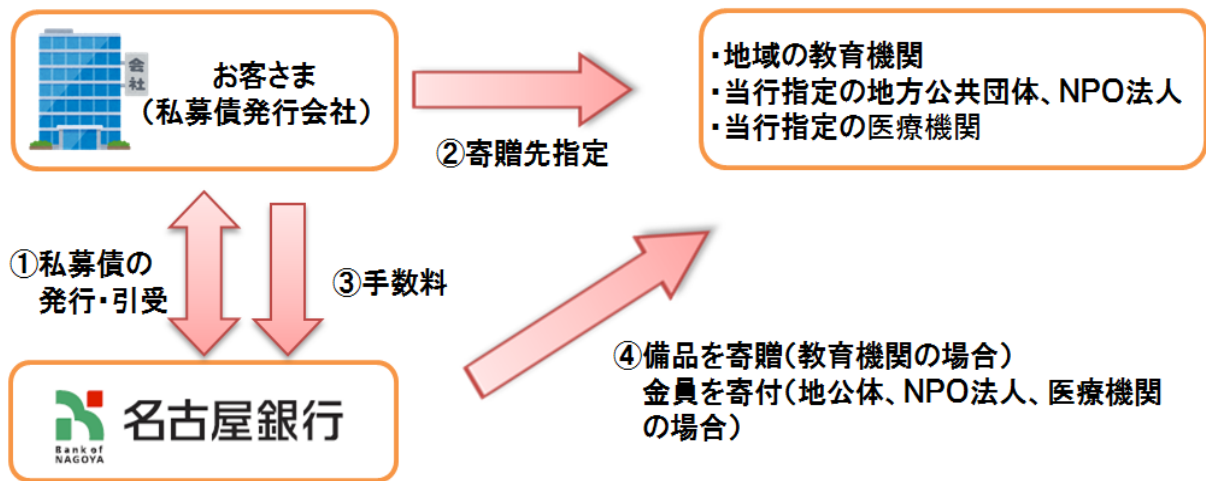 会
社
お客さま
（私募債発行会社）
②寄贈先指定
・地域の教育機関
・当行指定の地方公共団体、NPO法人
・当行指定の医療機関
①私募債の
発行・引受
③手数料
④備品を寄贈（教育機関の場合）
金員を寄付（地公体、NPO法人、医療機関
の場合）
Bank of
NAGOYA
名古屋銀行